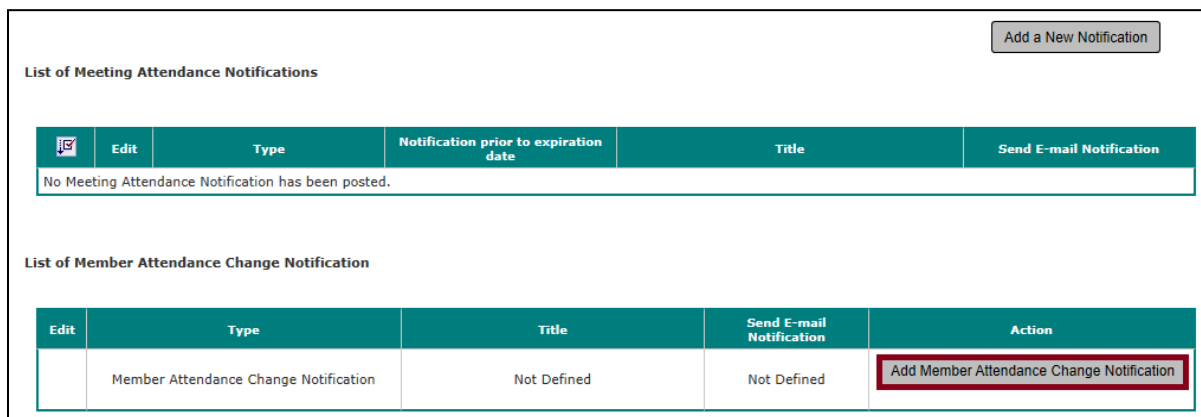 Add a New Notification
List of Meeting Attendance Notifications
Edit Type Notification prior to expiration date Title Send E-mail Notification
No Meeting Attendance Notification has been posted.
List of Member Attendance Change Notification
Edit Type Title Send E-mail Notification Action
Member Attendance Change Notification Not Defined Not Defined Add Member Attendance Change Notification